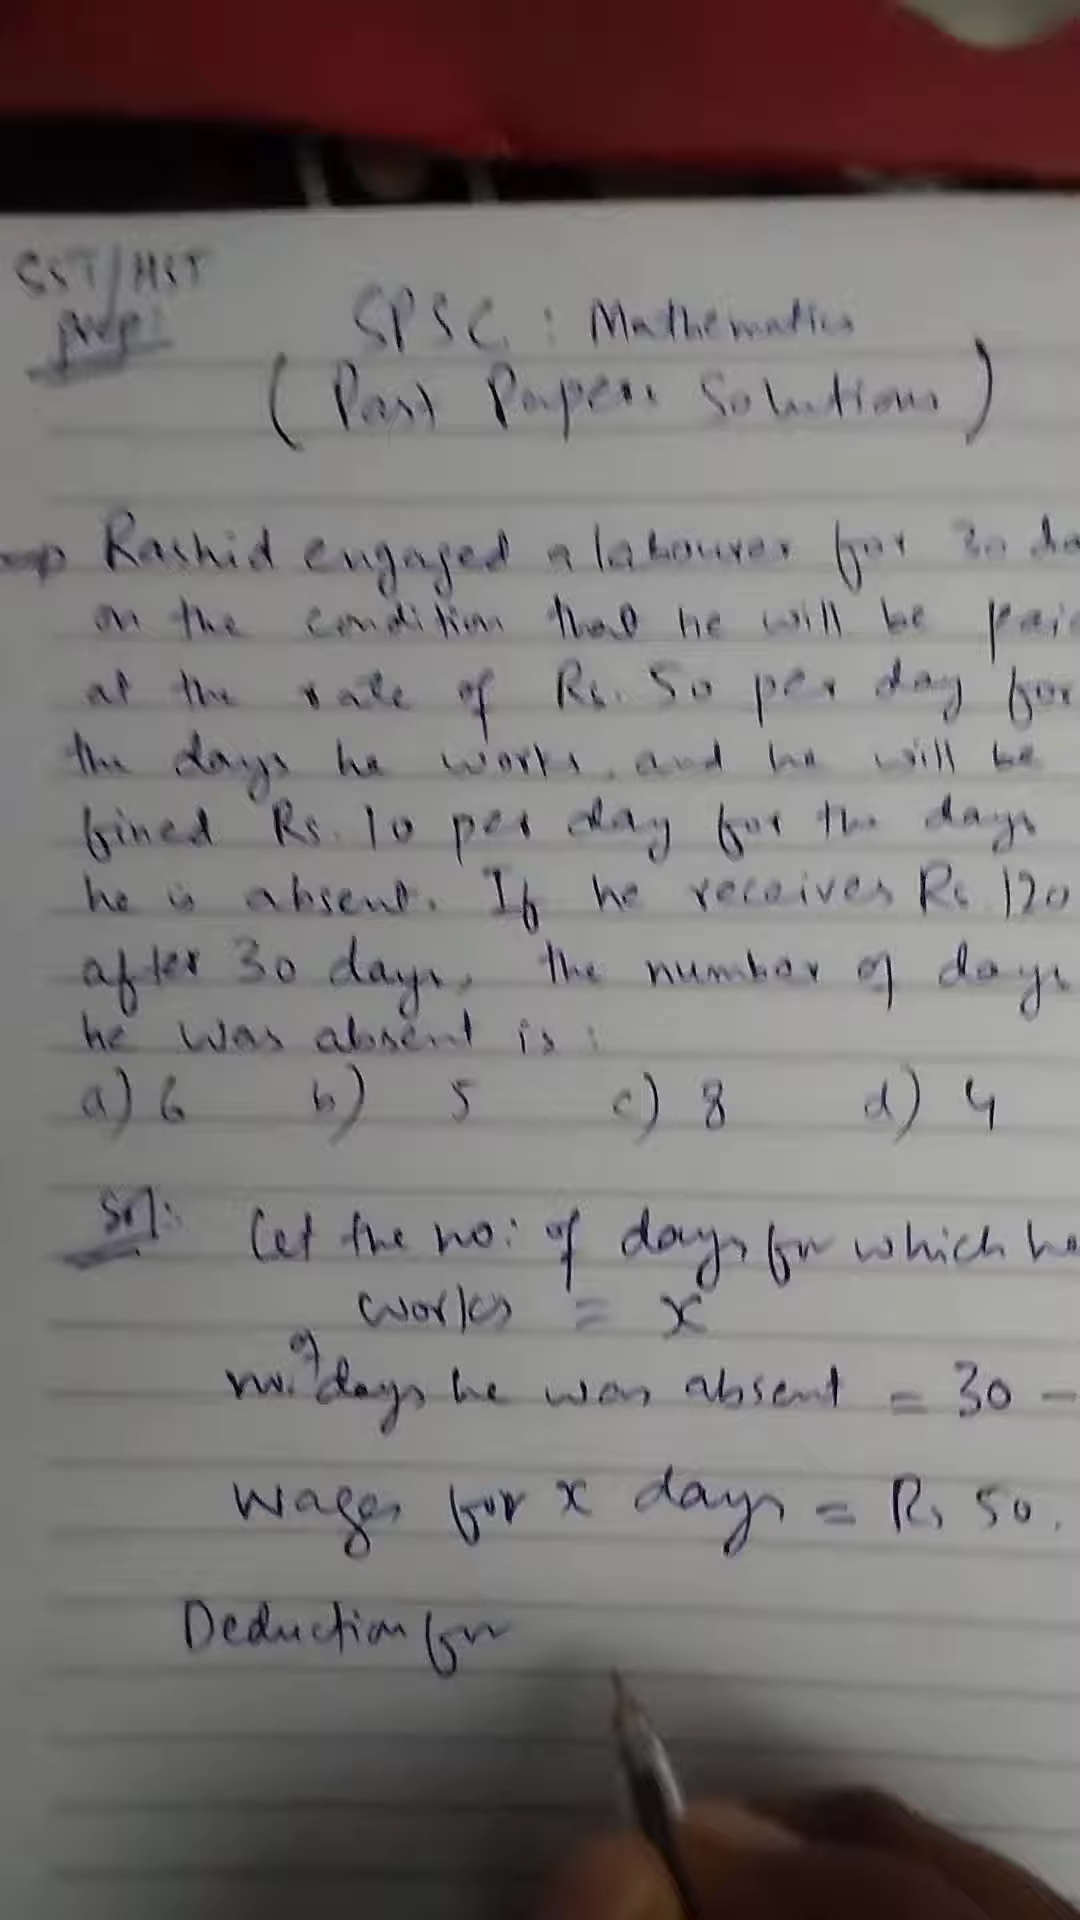 SST/HST
prep:
SPSC : Mathematics
(Past Papers Solutions)
Rashid engaged a labourer for 30 da
on the condition that he will be paid
at the rate of Rs. 50 per day for
the days he works, and he will be
fined Rs. 10 per day for the days
he is absent. If he receives Rs 120
after 30 days, the number of days
he was absent is:
a) 6 b) 5 c) 8 d) 4
Sol: Let the no: of days for which he
works = x
no. of days he was absent = 30 -
Wages for x days = Rs 50.
Deduction for